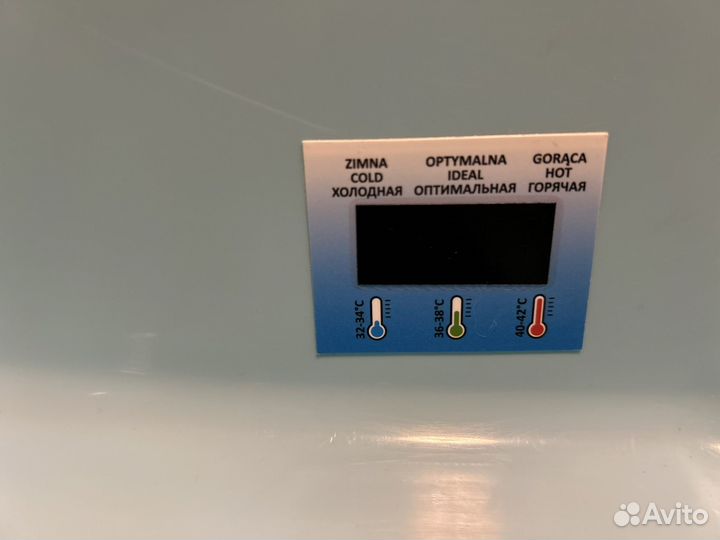 ZIMNA
COLD
ХОЛОДНАЯ
OPTYMALNA
IDEAL
ОПТИМАЛЬНАЯ
GORĄCA
HOT
ГОРЯЧАЯ
32-34°C
36-38°C
40-42°C
Avito